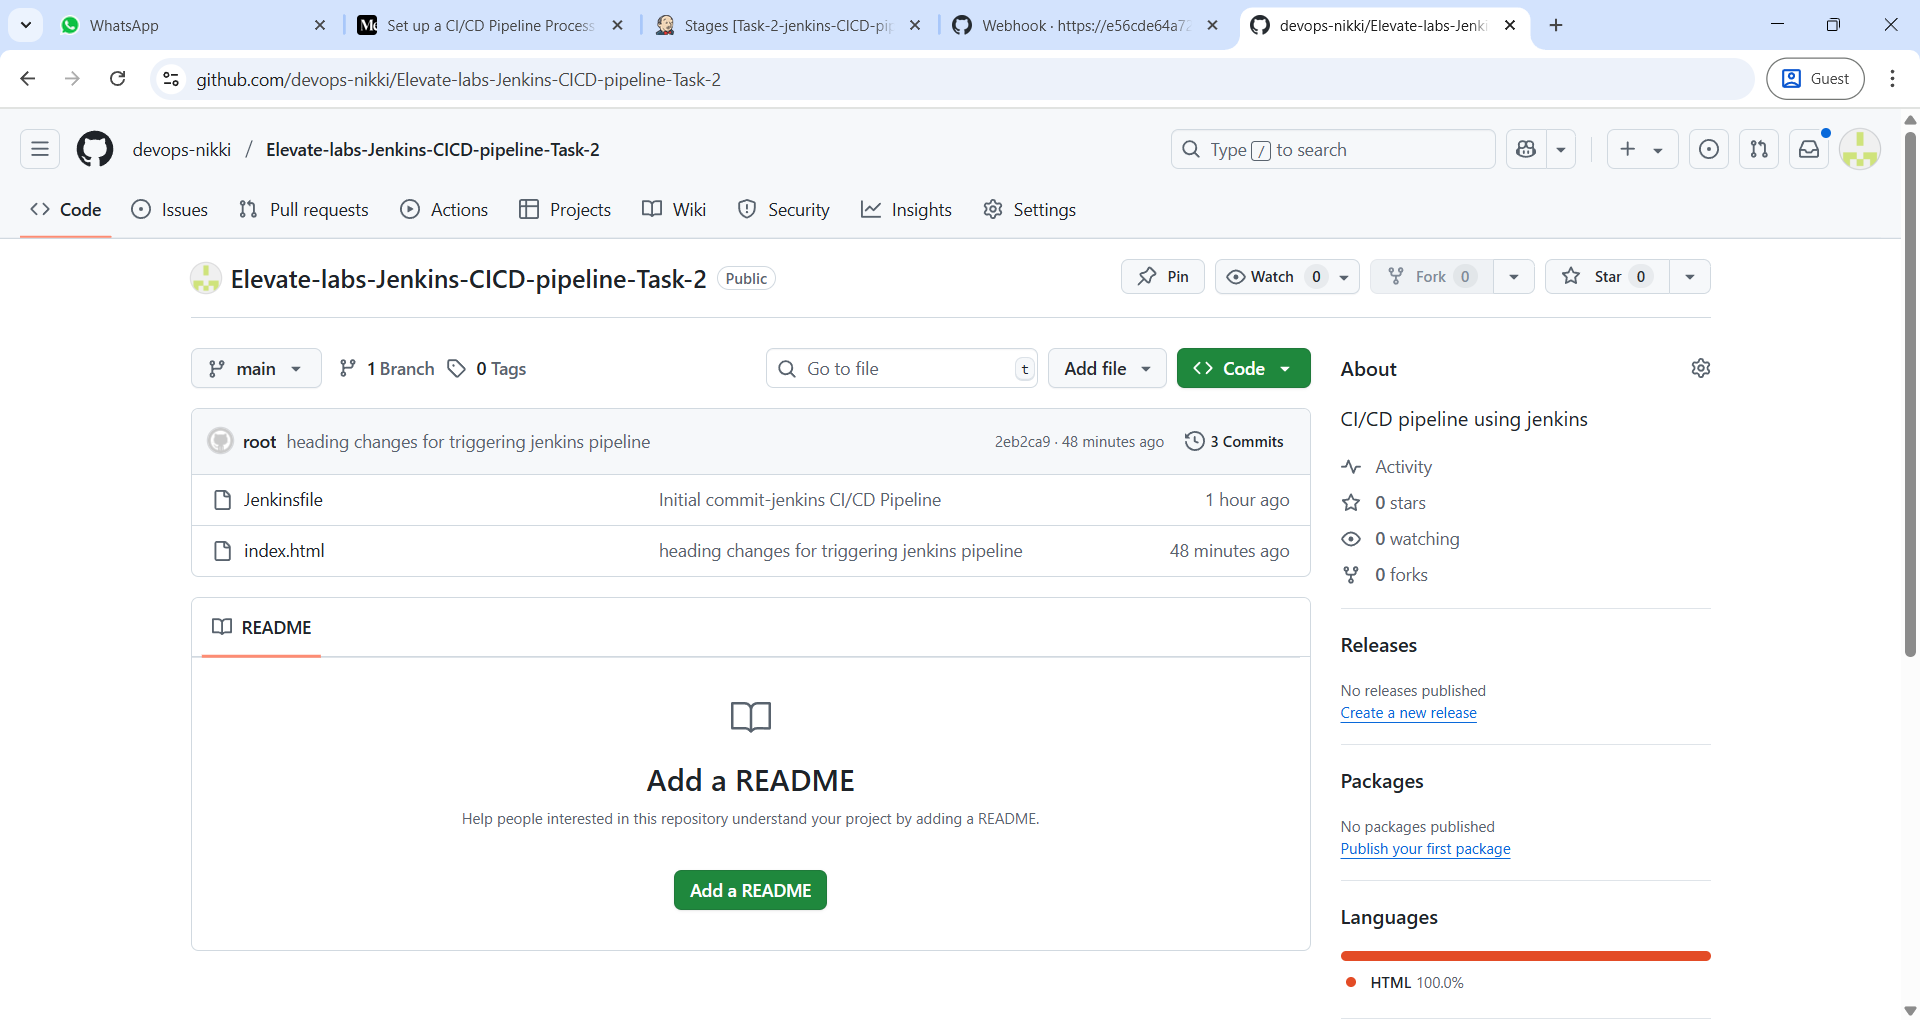 WhatsApp
Set up a CI/CD Pipeline Process
Stages [Task-2-jenkins-CICD-pip
Webhook · https://e56cde64a72
devops-nikki/Elevate-labs-Jenki
github.com/devops-nikki/Elevate-labs-Jenkins-CICD-pipeline-Task-2
Guest
devops-nikki / Elevate-labs-Jenkins-CICD-pipeline-Task-2
Type / to search
Code
Issues
Pull requests
Actions
Projects
Wiki
Security
Insights
Settings
Elevate-labs-Jenkins-CICD-pipeline-Task-2
Public
Pin
Watch 0
Fork 0
Star 0
main
1 Branch
0 Tags
Go to file
t
Add file
Code
root heading changes for triggering jenkins pipeline
2eb2ca9 · 48 minutes ago
3 Commits
Jenkinsfile
Initial commit-jenkins CI/CD Pipeline
1 hour ago
index.html
heading changes for triggering jenkins pipeline
48 minutes ago
README
Add a README
Help people interested in this repository understand your project by adding a README.
Add a README
About
CI/CD pipeline using jenkins
Activity
0 stars
0 watching
0 forks
Releases
No releases published
Create a new release
Packages
No packages published
Publish your first package
Languages
HTML 100.0%